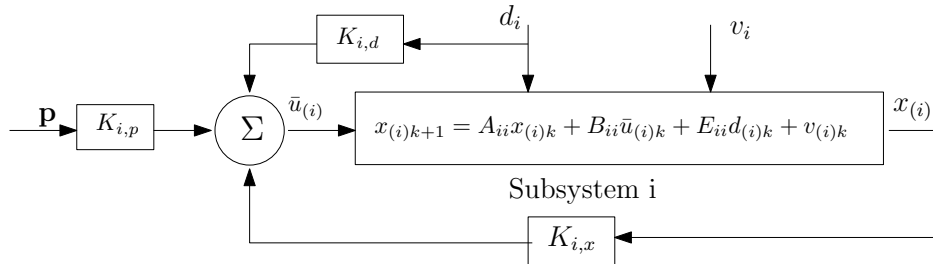 d_i
v_i
K_{i,d}
p
K_{i,p}
Σ
ū_{(i)}
x_{(i)k+1} = A_{ii}x_{(i)k} + B_{ii}ū_{(i)k} + E_{ii}d_{(i)k} + v_{(i)k}
x_{(i)}
Subsystem i
K_{i,x}